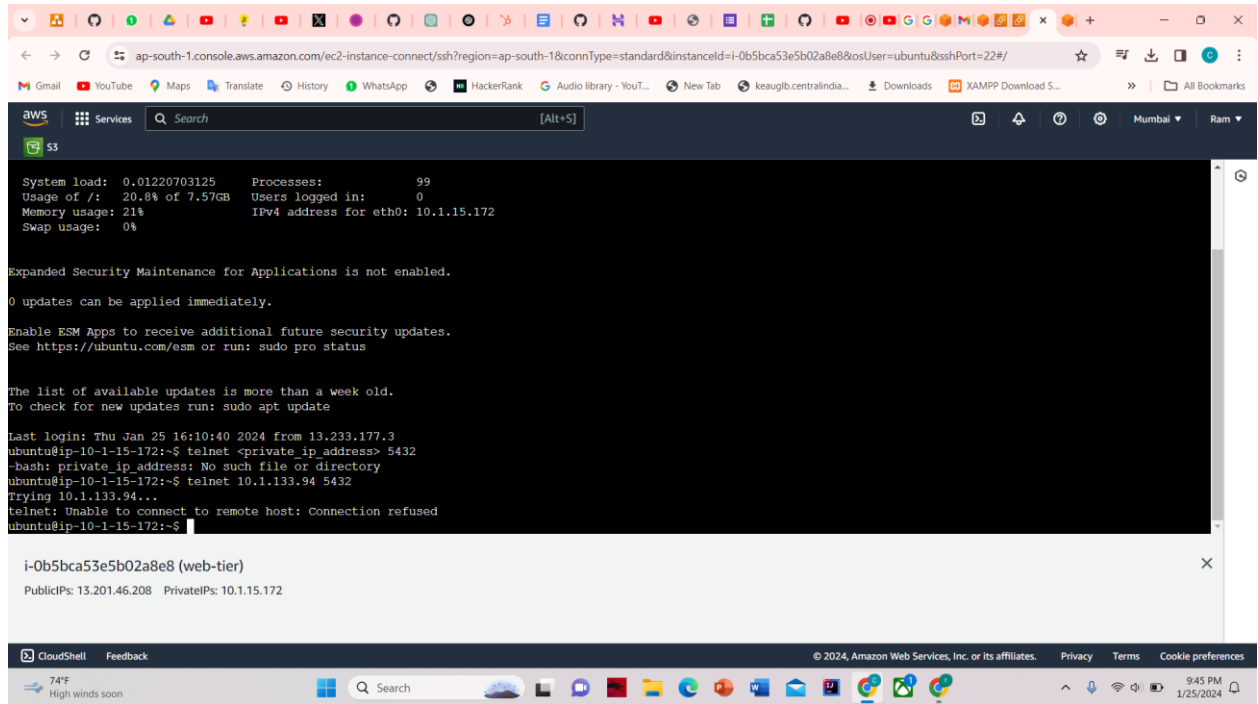 ap-south-1.console.aws.amazon.com/ec2-instance-connect/ssh?region=ap-south-1&connType=standard&instanceId=i-0b5bca53e5b02a8e8&osUser=ubuntu&sshPort=22#/
Gmail YouTube Maps Translate History WhatsApp HackerRank Audio library - YouT... New Tab keauglb.centralindia... Downloads XAMPP Download S... » All Bookmarks
aws Services Search [Alt+S] Mumbai ▼ Ram ▼
S3
System load: 0.01220703125 Processes: 99
Usage of /: 20.8% of 7.57GB Users logged in: 0
Memory usage: 21% IPv4 address for eth0: 10.1.15.172
Swap usage: 0%
Expanded Security Maintenance for Applications is not enabled.
0 updates can be applied immediately.
Enable ESM Apps to receive additional future security updates.
See https://ubuntu.com/esm or run: sudo pro status
The list of available updates is more than a week old.
To check for new updates run: sudo apt update
Last login: Thu Jan 25 16:10:40 2024 from 13.233.177.3
ubuntu@ip-10-1-15-172:~$ telnet <private_ip_address> 5432
-bash: private_ip_address: No such file or directory
ubuntu@ip-10-1-15-172:~$ telnet 10.1.133.94 5432
Trying 10.1.133.94...
telnet: Unable to connect to remote host: Connection refused
ubuntu@ip-10-1-15-172:~$
i-0b5bca53e5b02a8e8 (web-tier)
PublicIPs: 13.201.46.208 PrivateIPs: 10.1.15.172
CloudShell Feedback © 2024, Amazon Web Services, Inc. or its affiliates. Privacy Terms Cookie preferences
74°F
High winds soon
Search
9:45 PM
1/25/2024